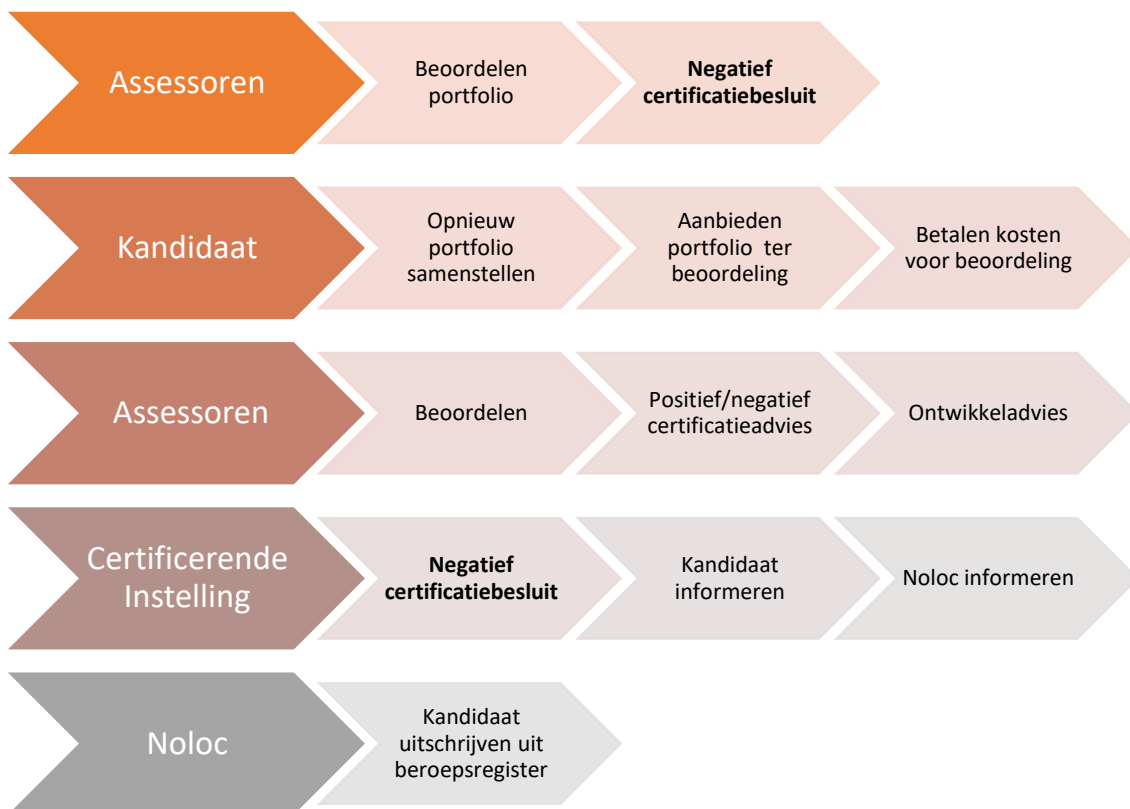 Assessoren
Beoordelen
portfolio
Negatief
certificatiebesluit
Kandidaat
Opnieuw
portfolio
samenstellen
Aanbieden
portfolio ter
beoordeling
Betalen kosten
voor beoordeling
Assessoren
Beoordelen
Positief/negatief
certificatieadvies
Ontwikkeladvies
Certificerende
Instelling
Negatief
certificatiebesluit
Kandidaat
informeren
Noloc informeren
Noloc
Kandidaat
uitschrijven uit
beroepsregister